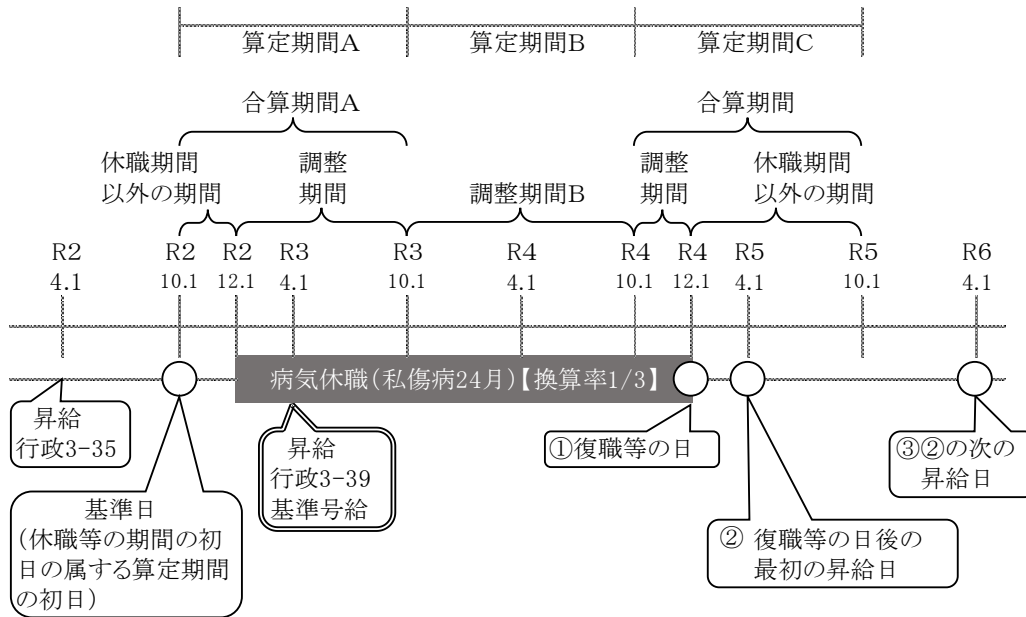 算定期間A 算定期間B 算定期間C
合算期間A 合算期間
休職期間
以外の期間
調整
期間
調整期間B
調整
期間
休職期間
以外の期間
R2 R2 R2 R3 R3 R4 R4 R4 R5 R5 R6
4.1 10.1 12.1 4.1 10.1 4.1 10.1 12.1 4.1 10.1 4.1
病気休職(私傷病24月)【換算率1/3】
昇給
行政3-35
昇給
行政3-39
基準号給
①復職等の日
③②の次の
昇給日
基準日
(休職等の期間の初
日の属する算定期間
の初日)
② 復職等の日後の
最初の昇給日